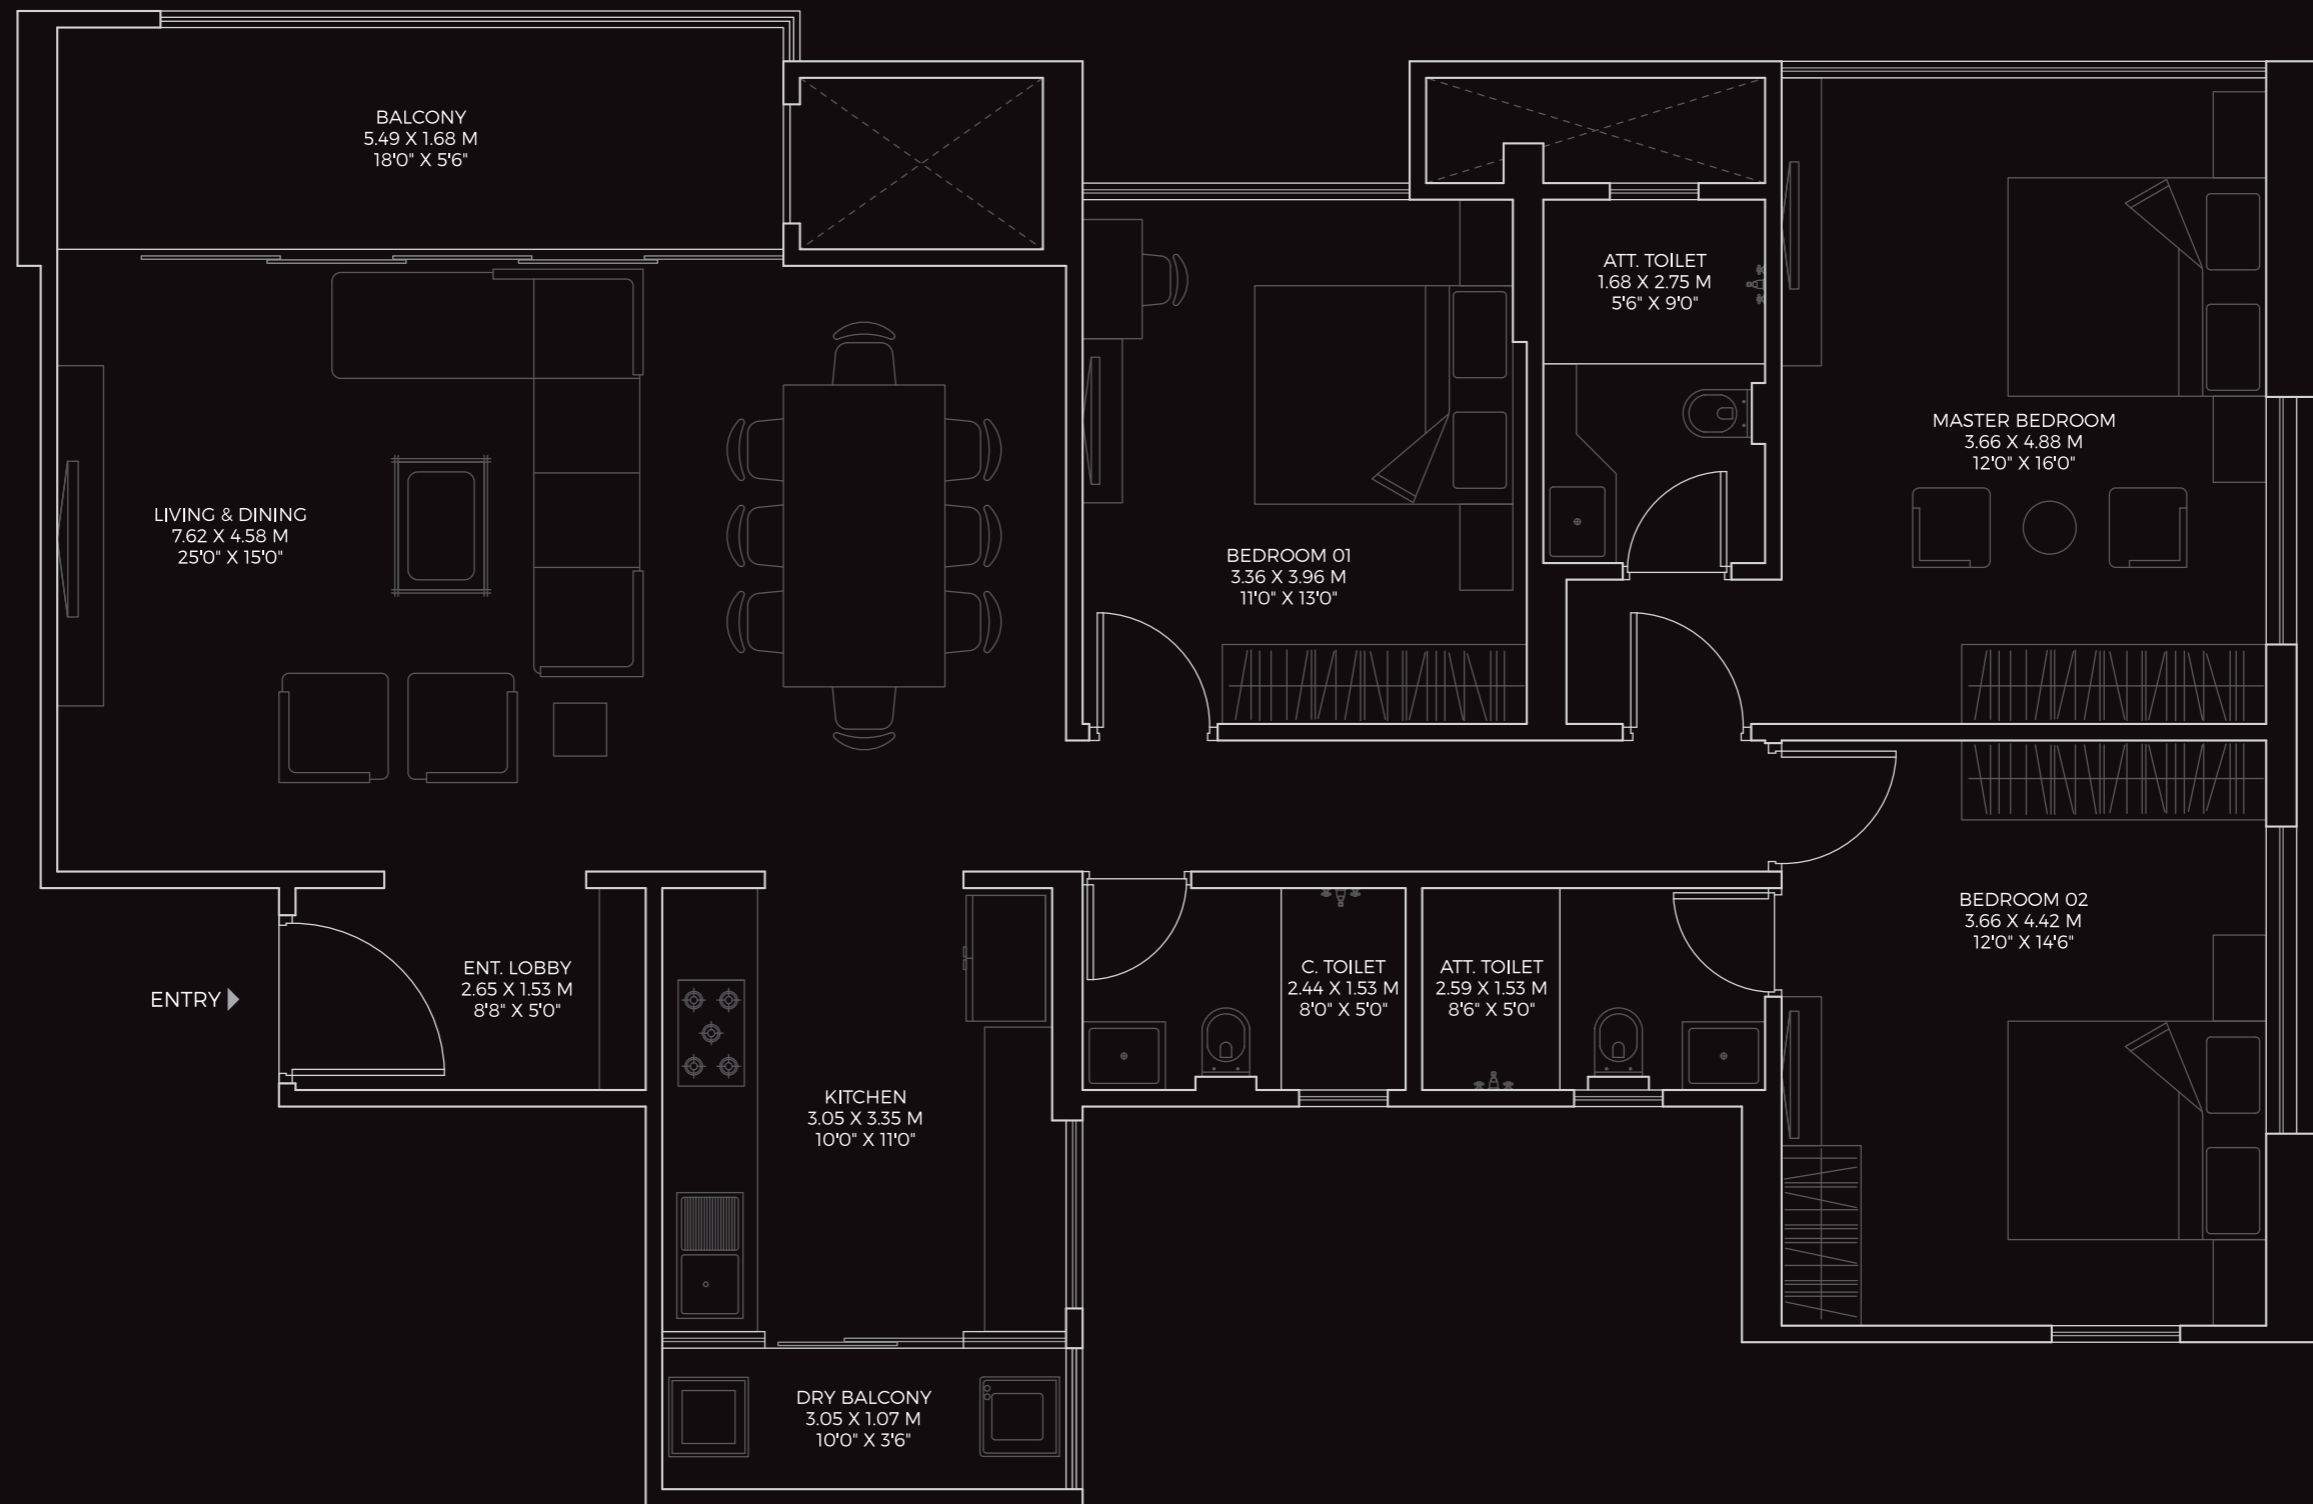 BALCONY
5.49 X 1.68 M
18'0" X 5'6"
ATT. TOILET
1.68 X 2.75 M
5'6" X 9'0"
MASTER BEDROOM
3.66 X 4.88 M
12'0" X 16'0"
LIVING & DINING
7.62 X 4.58 M
25'0" X 15'0"
BEDROOM 01
3.36 X 3.96 M
11'0" X 13'0"
BEDROOM 02
3.66 X 4.42 M
12'0" X 14'6"
ENTRY
ENT. LOBBY
2.65 X 1.53 M
8'8" X 5'0"
C. TOILET
2.44 X 1.53 M
8'0" X 5'0"
ATT. TOILET
2.59 X 1.53 M
8'6" X 5'0"
KITCHEN
3.05 X 3.35 M
10'0" X 11'0"
DRY BALCONY
3.05 X 1.07 M
10'0" X 3'6"